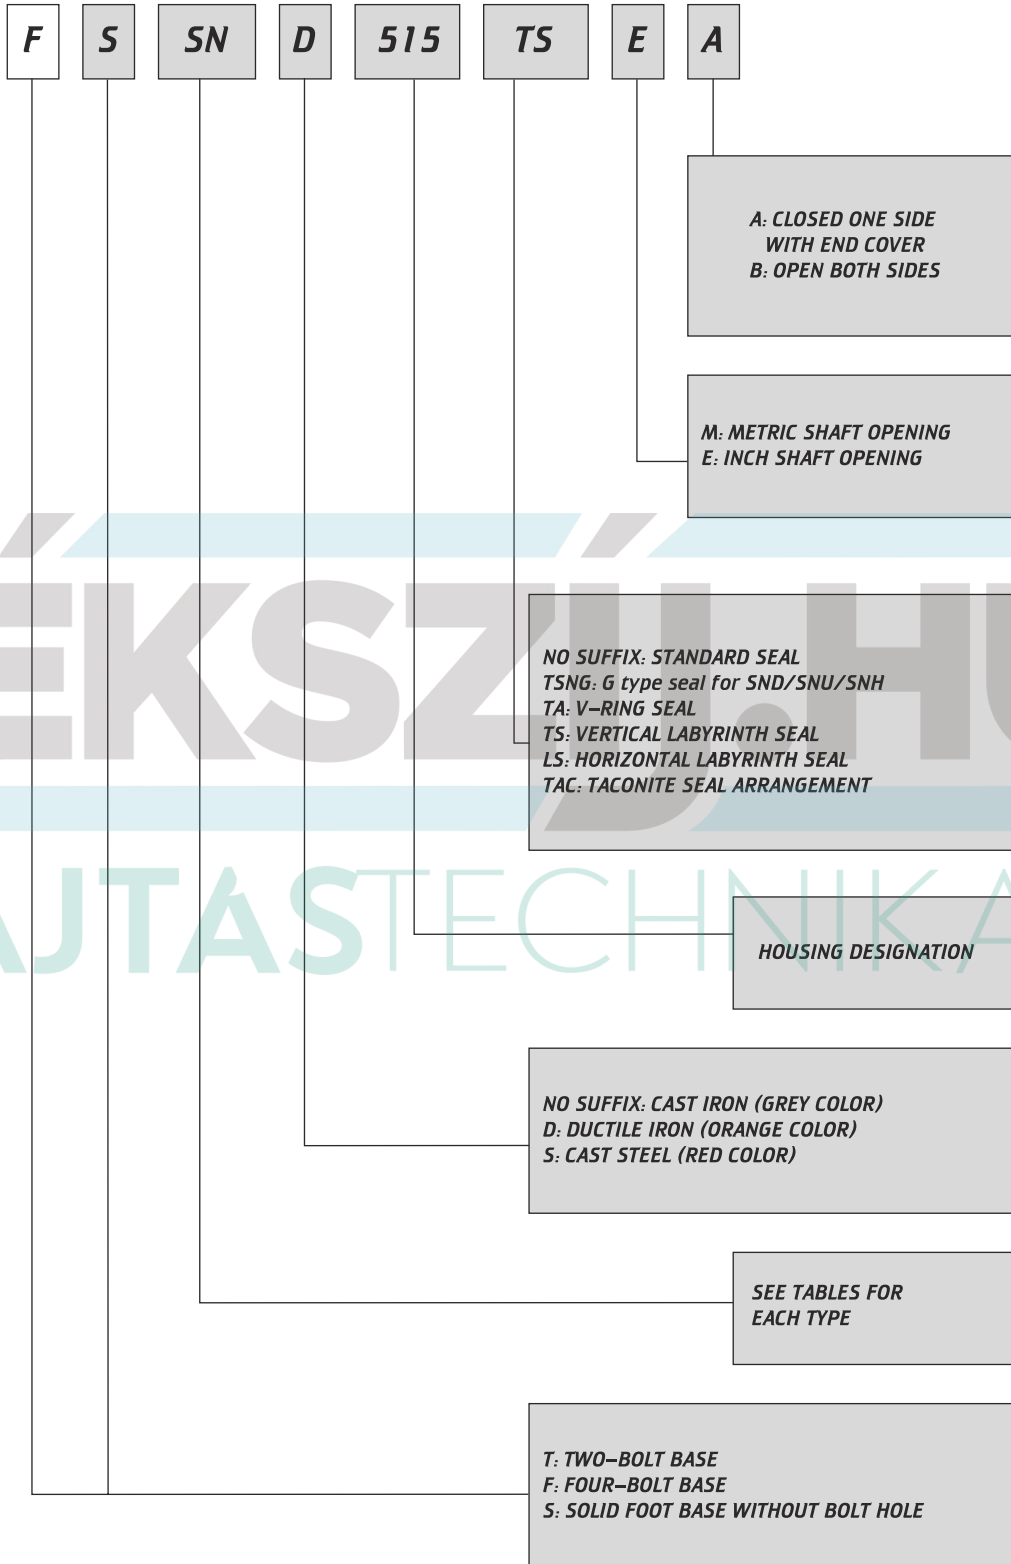 F S SN D 515 TS E A
A: CLOSED ONE SIDE
WITH END COVER
B: OPEN BOTH SIDES
M: METRIC SHAFT OPENING
E: INCH SHAFT OPENING
NO SUFFIX: STANDARD SEAL
TSNG: G type seal for SND/SNU/SNH
TA: V-RING SEAL
TS: VERTICAL LABYRINTH SEAL
LS: HORIZONTAL LABYRINTH SEAL
TAC: TACONITE SEAL ARRANGEMENT
ÉKSZÍJ.HU
AJTÁSTECHNIKA
HOUSING DESIGNATION
NO SUFFIX: CAST IRON (GREY COLOR)
D: DUCTILE IRON (ORANGE COLOR)
S: CAST STEEL (RED COLOR)
SEE TABLES FOR
EACH TYPE
T: TWO-BOLT BASE
F: FOUR-BOLT BASE
S: SOLID FOOT BASE WITHOUT BOLT HOLE